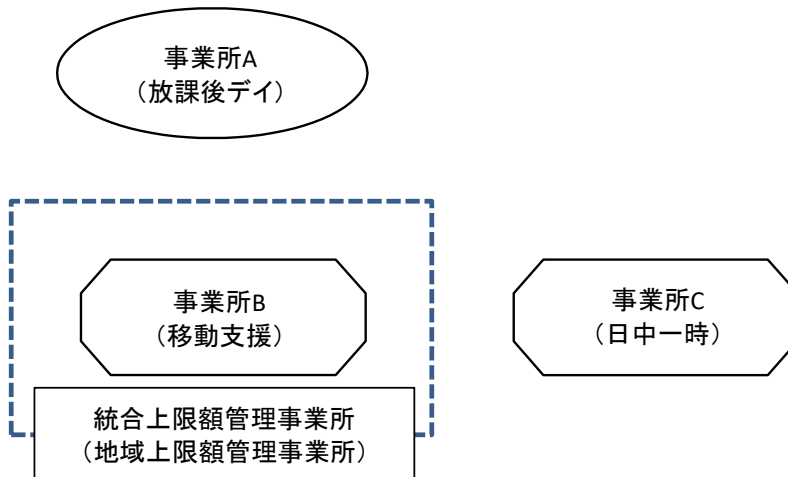 事業所A
（放課後デイ）
事業所B
（移動支援）
事業所C
（日中一時）
統合上限額管理事業所
（地域上限額管理事業所）